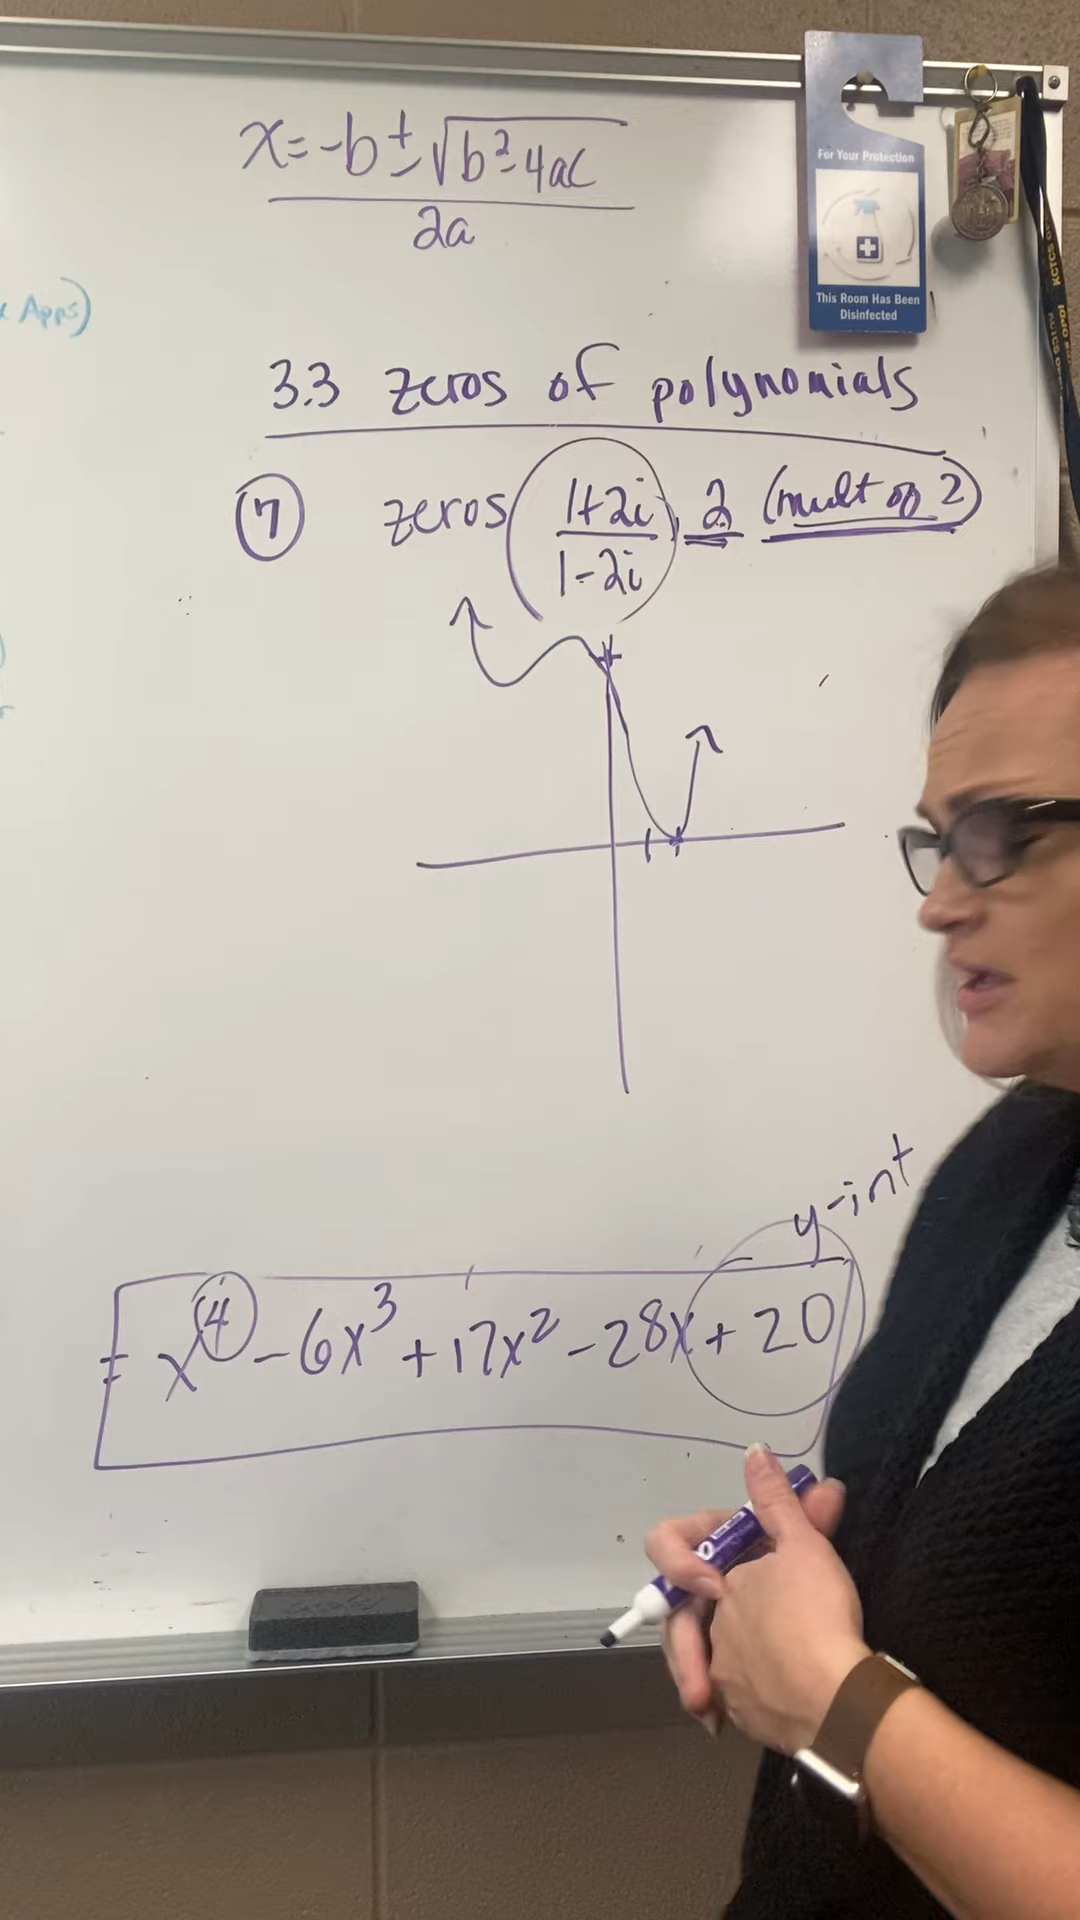 x = -b ± √b² - 4ac
2a
Apps)
3.3 zeros of polynomials
7 zeros 1+2i, 2 (mult of 2)
1-2i
y-int
= x⁴ - 6x³ + 17x² - 28x + 20
For Your Protection
This Room Has Been
Disinfected
KCTCS